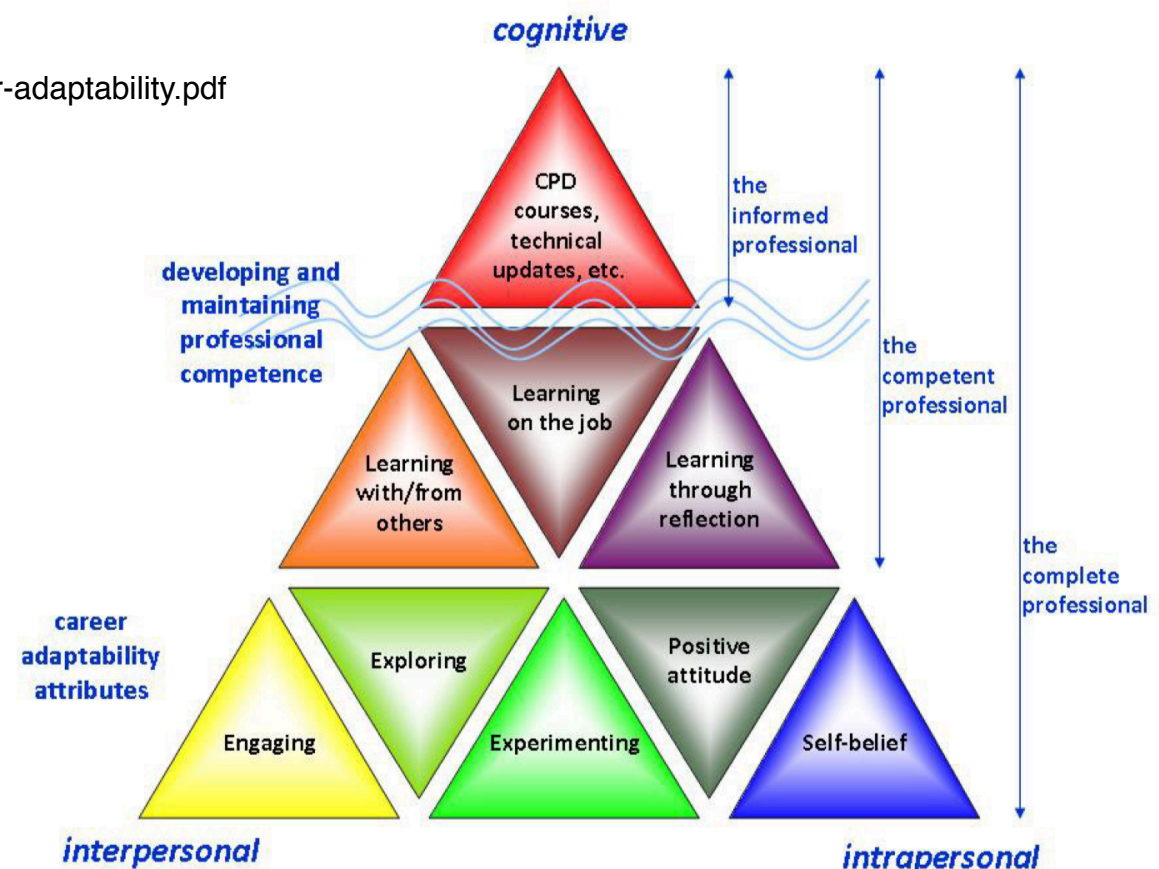 cognitive
r-adaptability.pdf
CPD
courses,
technical
updates, etc.
the
informed
professional
developing and
maintaining
professional
competence
the
competent
professional
Learning
on the job
Learning
with/from
others
Learning
through
reflection
the
complete
professional
career
adaptability
attributes
Exploring
Positive
attitude
Engaging
Experimenting
Self-belief
interpersonal
intrapersonal